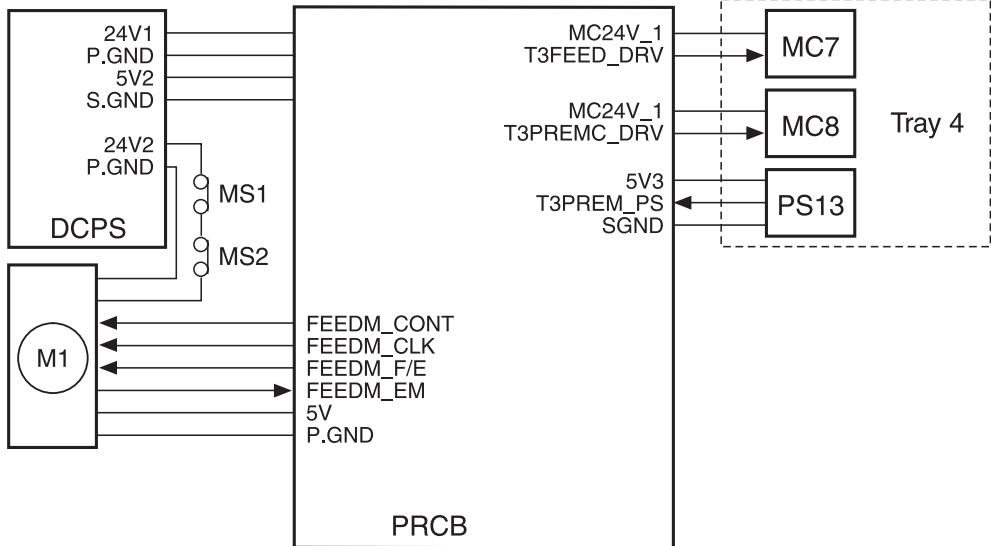 24V1
P.GND
5V2
S.GND
24V2
P.GND
DCPS
MS1
MS2
M1
FEEDM_CONT
FEEDM_CLK
FEEDM_F/E
FEEDM_EM
5V
P.GND
PRCB
MC24V_1
T3FEED_DRV
MC24V_1
T3PREMC_DRV
5V3
T3PREM_PS
SGND
MC7
MC8
PS13
Tray 4